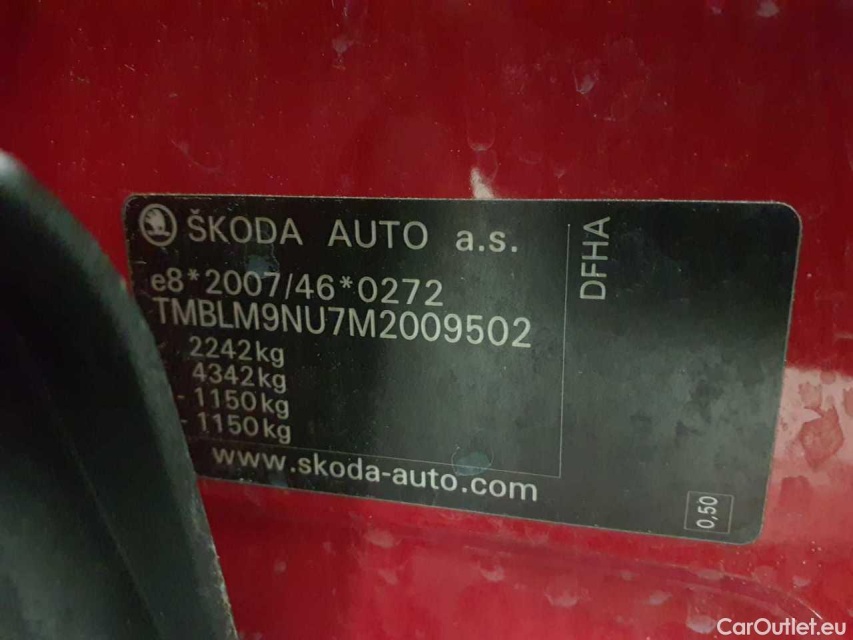 ŠKODA AUTO a.s.
e8*2007/46*0272
TMBLM9NU7M2009502
2242kg
4342kg
- 1150kg
- 1150kg
www.skoda-auto.com
DFHA
0,50
CarOutlet.eu